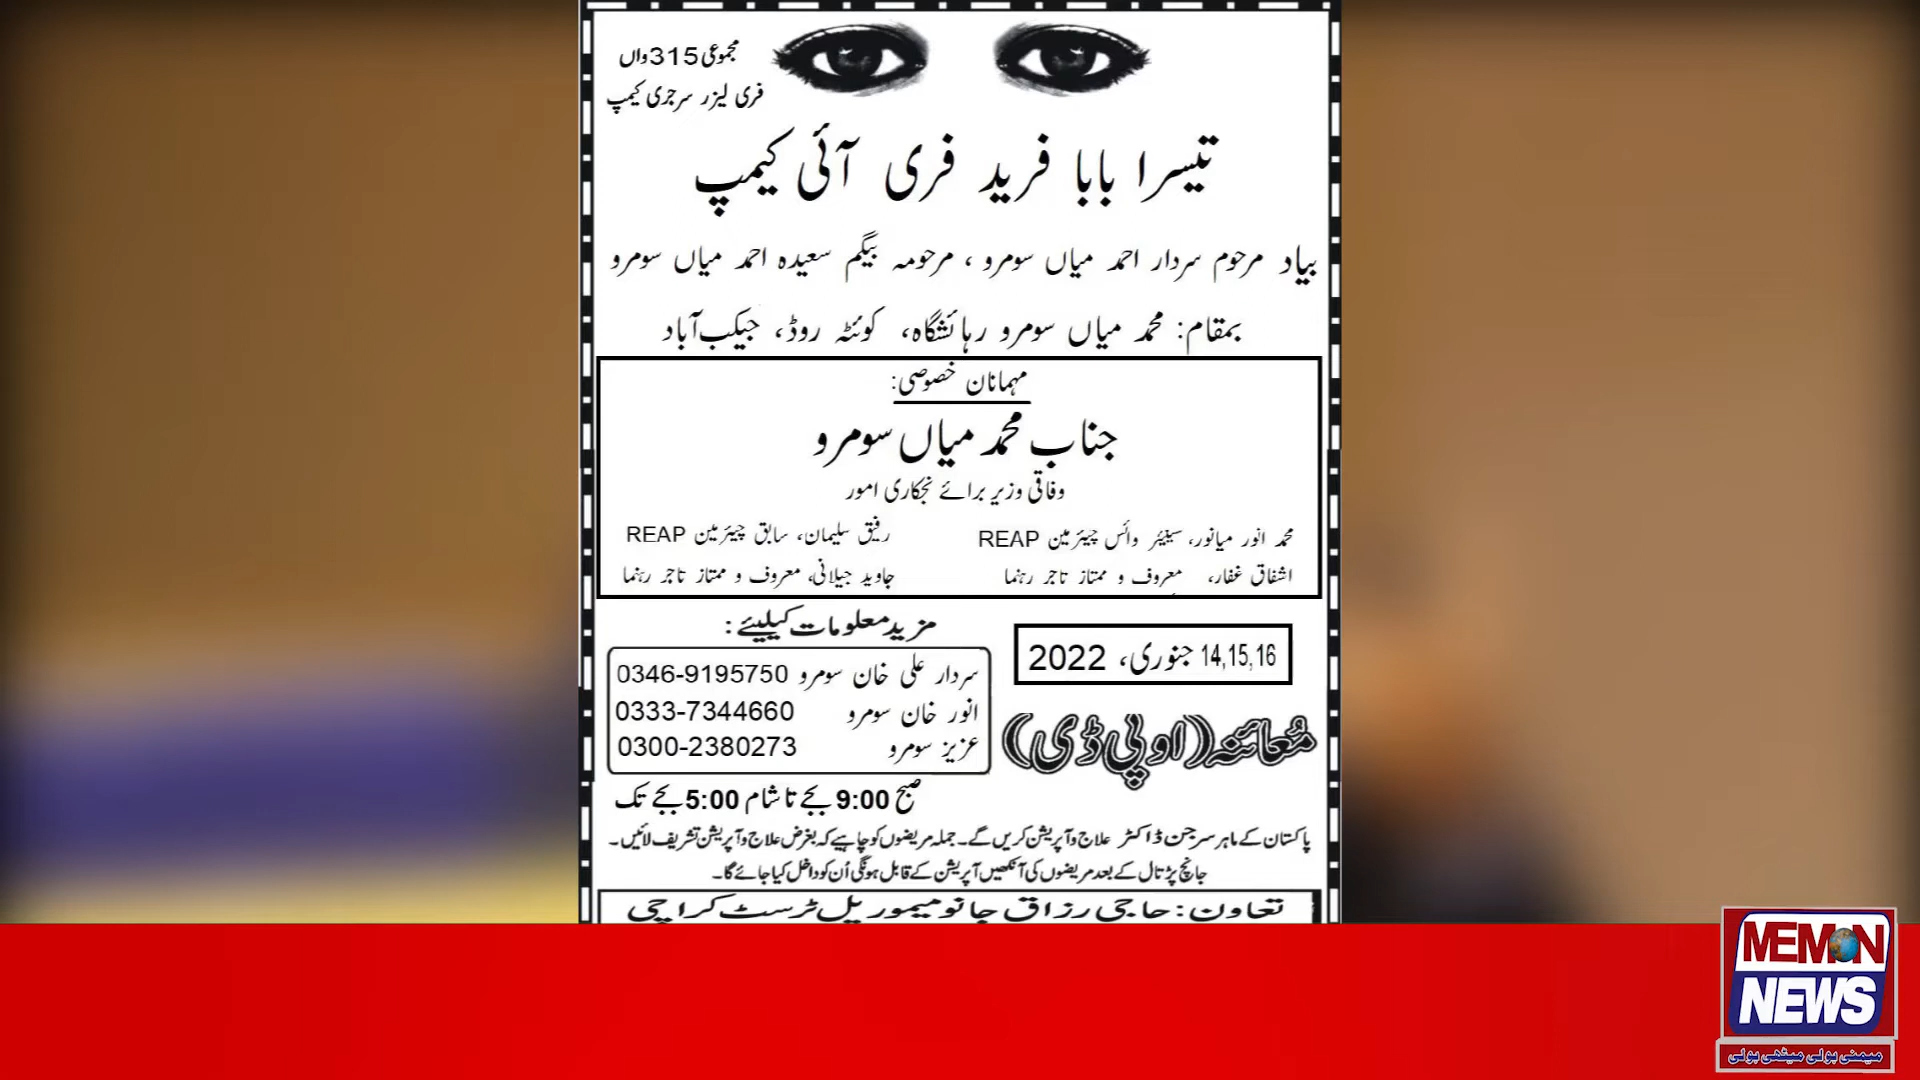 مجموعی 315 واں
فری لیزر سرجری کیمپ
تیسرا بابا فرید فری آئی کیمپ
بیاد مرحوم سردار احمد میاں سومرو ، مرحومہ بیگم سعیدہ احمد میاں سومرو
بمقام: محمد میاں سومرو رہائشگاہ، کوئٹہ روڈ، جیکب آباد
مہمانان خصوصی:
جناب محمد میاں سومرو
وفاقی وزیر برائے نجکاری امور
محمد انور میانور، سینیئر وائس چیئرمین REAP
رفیق سلیمان، سابق چیئرمین REAP
اشفاق غفار، معروف و ممتاز تاجر رہنما
جاوید جیلانی، معروف و ممتاز تاجر رہنما
14,15,16 جنوری، 2022
مزید معلومات کیلیئے :
سردار علی خان سومرو 0346-9195750
انور خان سومرو 0333-7344660
عزیز سومرو 0300-2380273
مُعائنہ (او پی ڈی)
صبح 9:00 بجے تا شام 5:00 بجے تک
پاکستان کے ماہر سرجن ڈاکٹر علاج و آپریشن کریں گے۔ جملہ مریضوں کو چاہیے کہ بغرض علاج و آپریشن تشریف لائیں۔
جانچ پڑتال کے بعد مریضوں کی آنکھیں آپریشن کے قابل ہونگی اُن کو داخل کیا جائے گا۔
تعاون: حاجی رزاق جانو میموریل ٹرسٹ کراچی
MEMON
NEWS
میمنی بولی میٹھی بولی